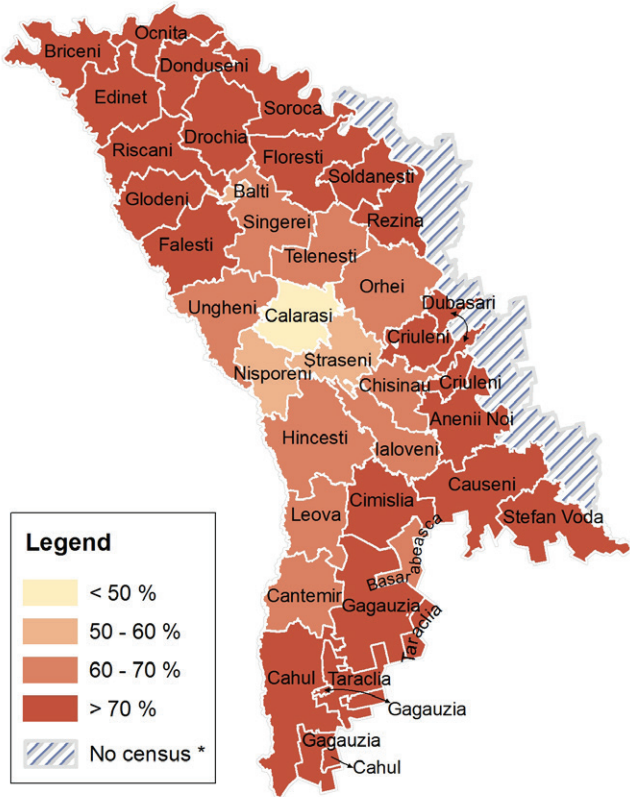 Ocnita
Briceni
Donduseni
Edinet
Soroca
Drochia
Riscani
Floresti
Soldanesti
Balti
Glodeni
Singerei
Rezina
Falesti
Telenesti
Orhei
Ungheni
Dubasari
Calarasi
Criuleni
Straseni
Nisporeni
Chisinau
Criuleni
Anenii Noi
Hincesti
Ialoveni
Causeni
Cimislia
Leova
Stefan Voda
Basarabeasca
Cantemir
Gagauzia
Taraclia
Cahul
Taraclia
Gagauzia
Gagauzia
Cahul
Legend
< 50 %
50 - 60 %
60 - 70 %
> 70 %
No census *